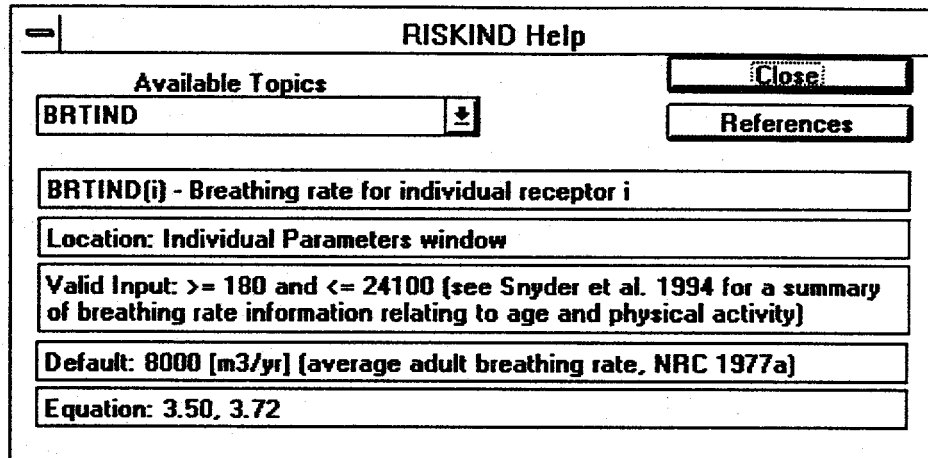 RISKIND Help
Available Topics
Close
BRTIND
References
BRTIND(i) - Breathing rate for individual receptor i
Location: Individual Parameters window
Valid Input: >= 180 and <= 24100 (see Snyder et al. 1994 for a summary
of breathing rate information relating to age and physical activity)
Default: 8000 [m3/yr] (average adult breathing rate, NRC 1977a)
Equation: 3.50, 3.72